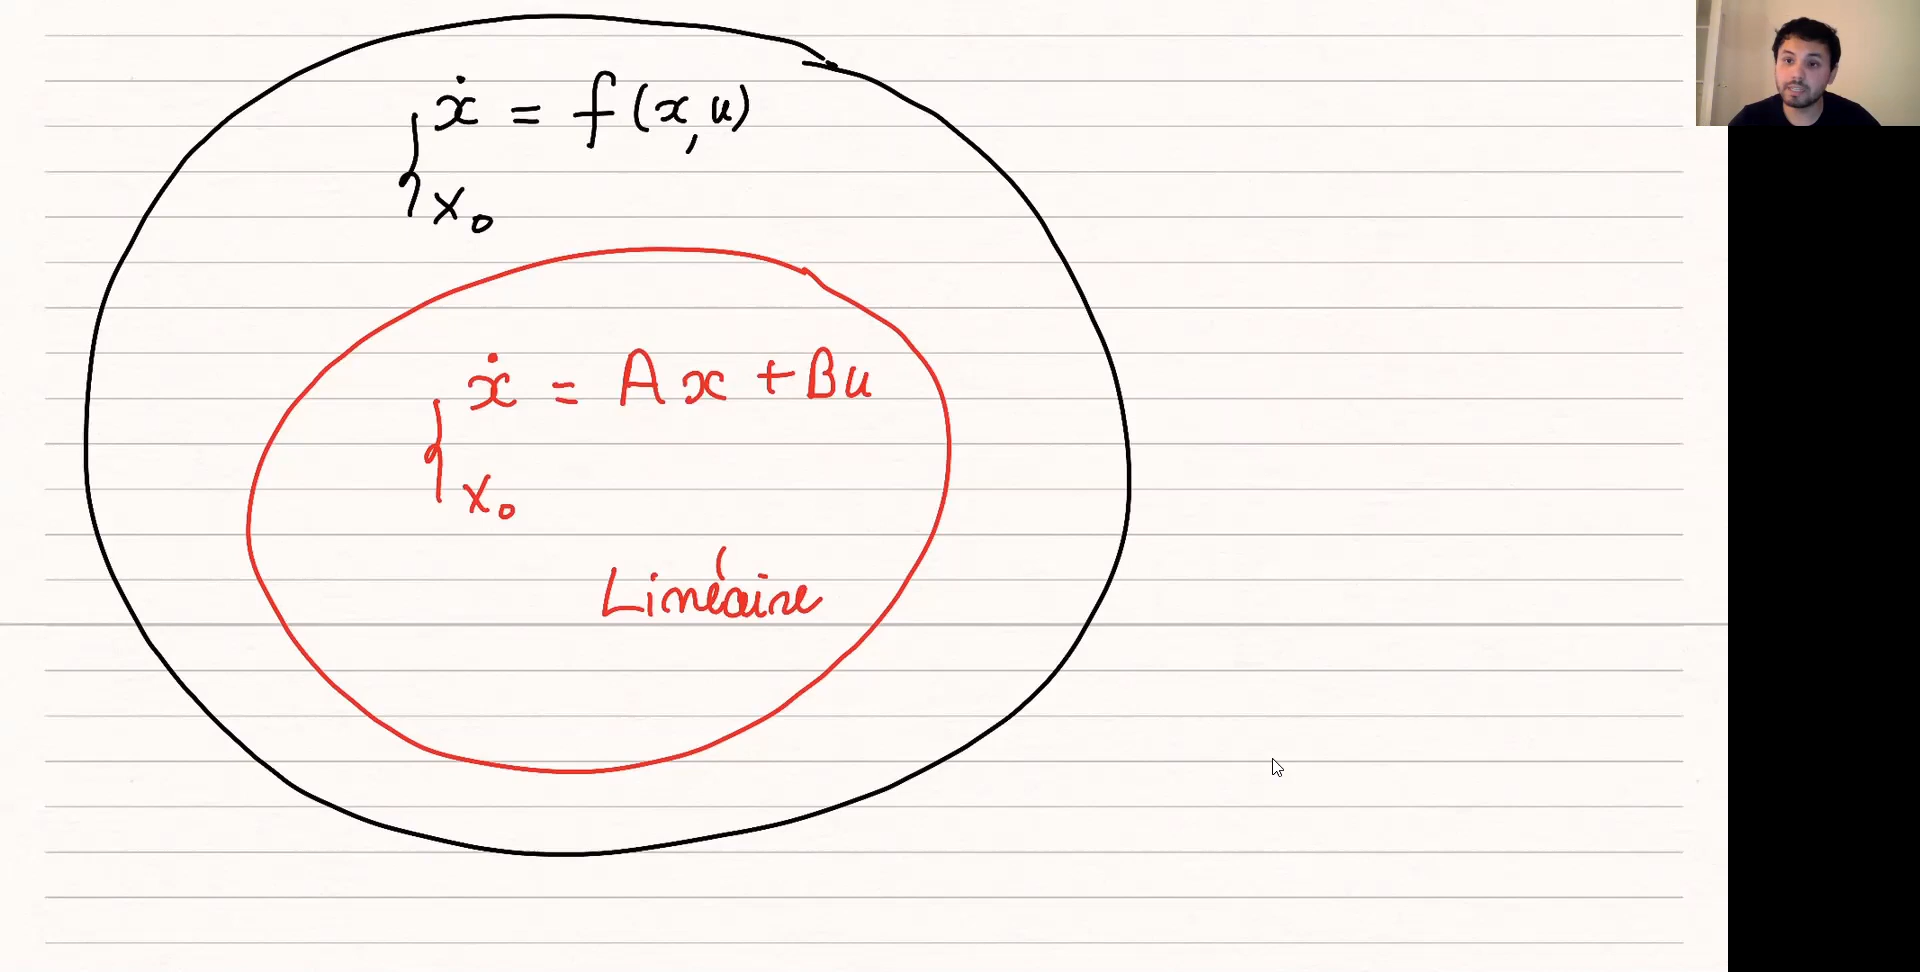 ẋ = f(x, u)
x₀
ẋ = Ax + Bu
x₀
Linéaire